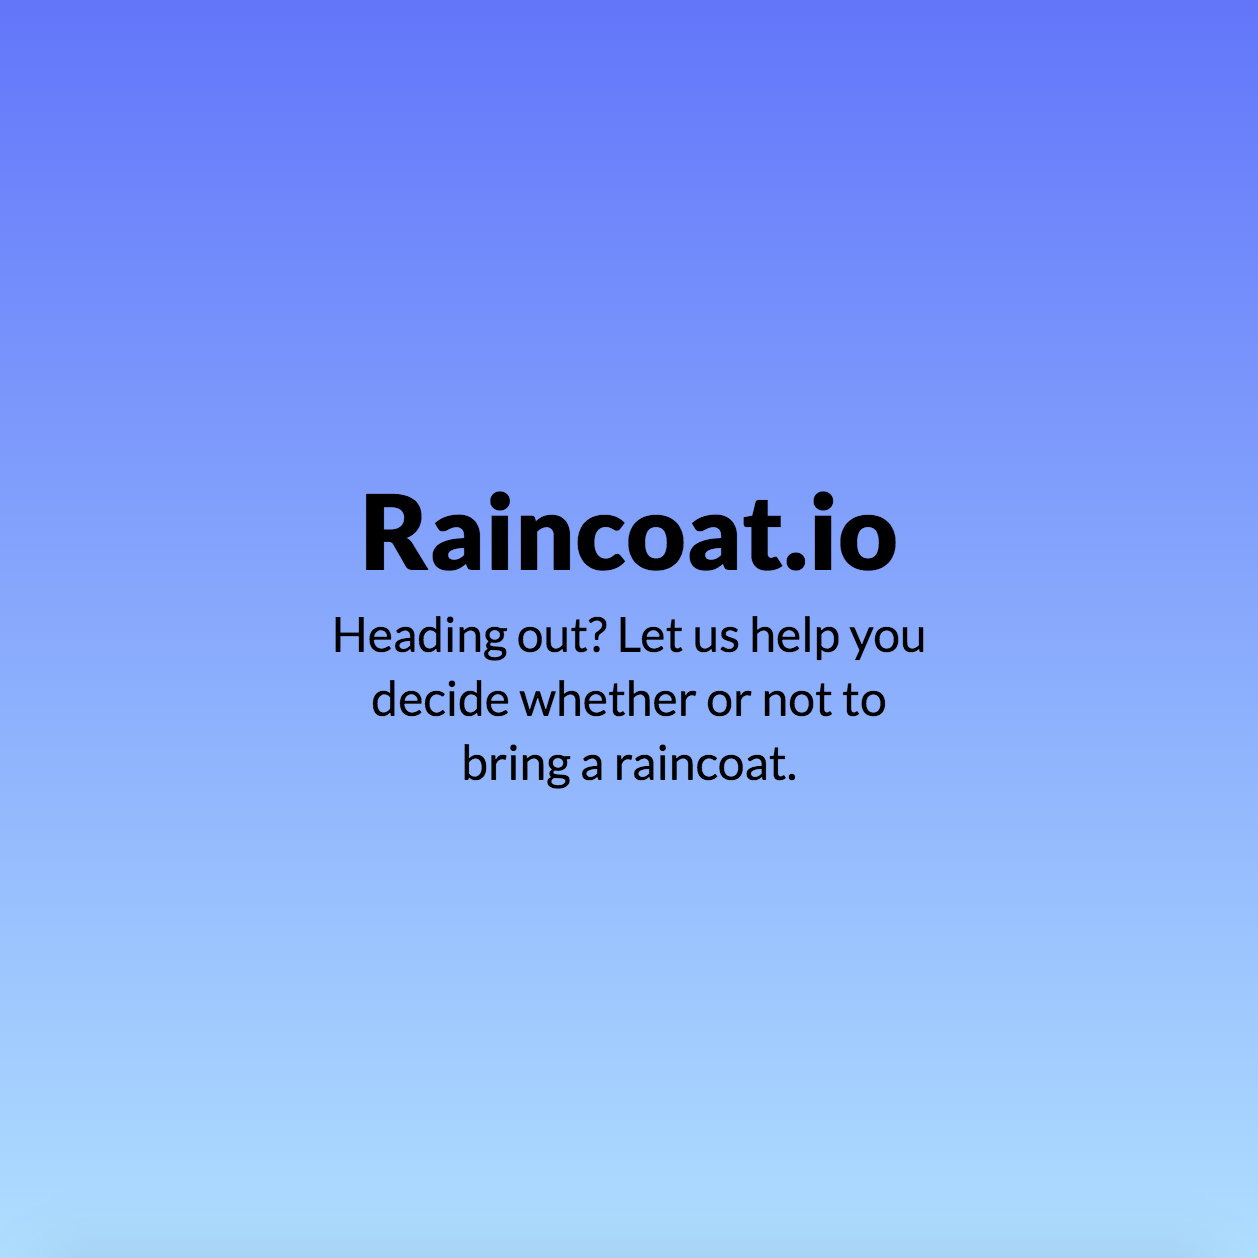 Raincoat.io
Heading out? Let us help you
decide whether or not to
bring a raincoat.